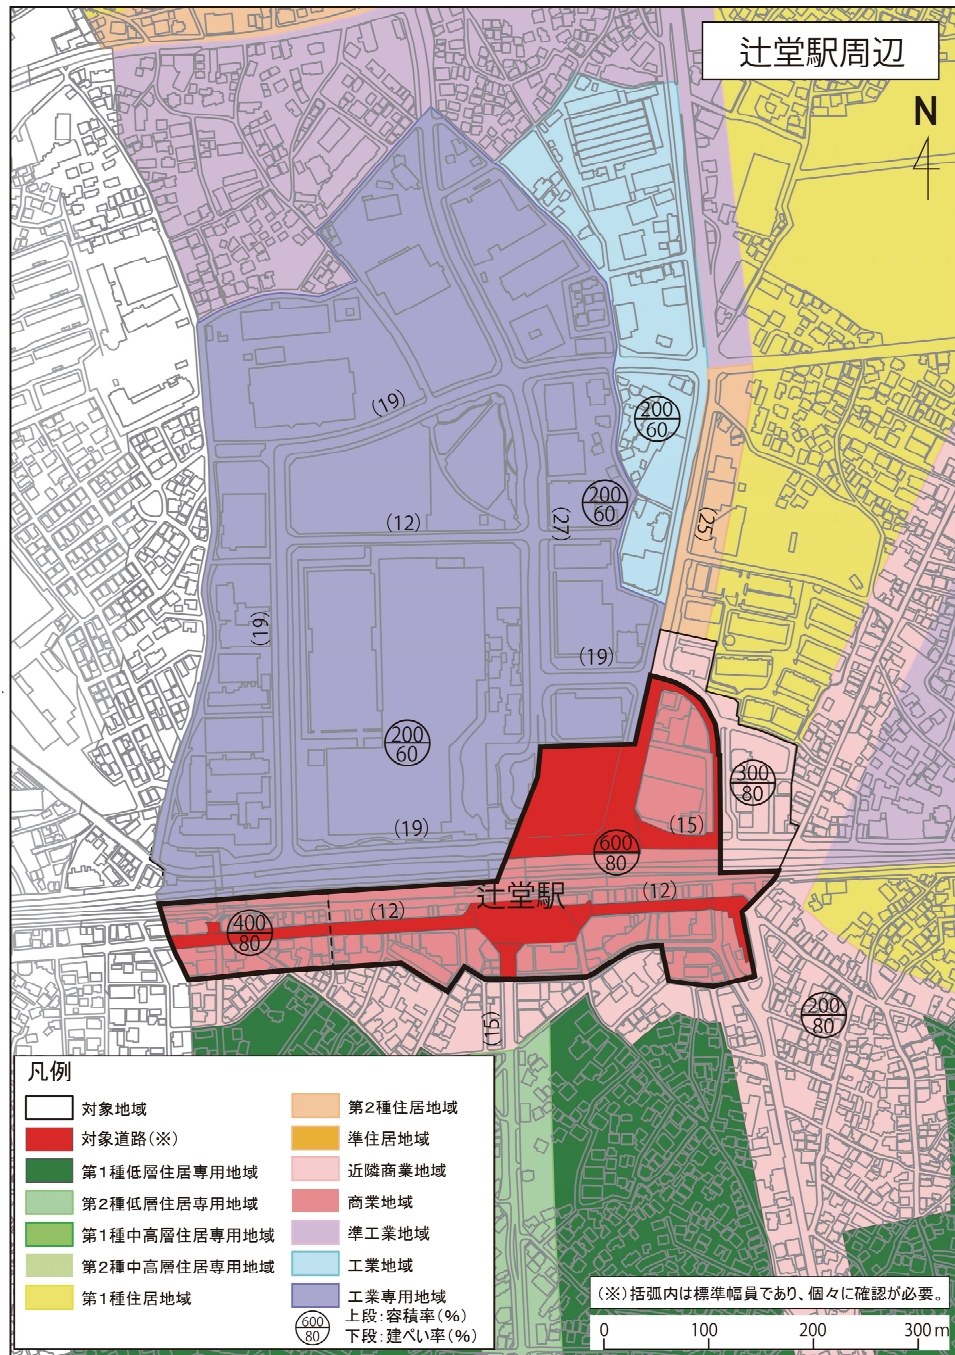 辻堂駅周辺
N
(19)
200
60
200
60
(12)
(27)
(25)
(19)
(19)
200
60
300
80
(19)
(15)
600
80
辻堂駅
(12)
(12)
400
80
(15)
200
80
凡例
対象地域
対象道路(※)
第1種低層住居専用地域
第2種低層住居専用地域
第1種中高層住居専用地域
第2種中高層住居専用地域
第1種住居地域
第2種住居地域
準住居地域
近隣商業地域
商業地域
準工業地域
工業地域
工業専用地域
600
80
上段:容積率(%)
下段:建ぺい率(%)
(※)括弧内は標準幅員であり、個々に確認が必要。
0 100 200 300m